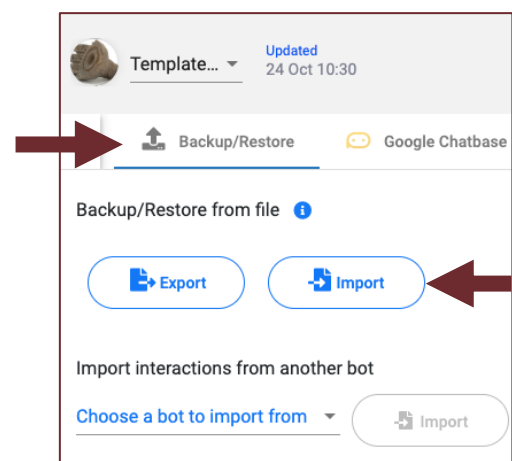 Template...
Updated
24 Oct 10:30
Backup/Restore
Google Chatbase
Backup/Restore from file
Export
Import
Import interactions from another bot
Choose a bot to import from
Import